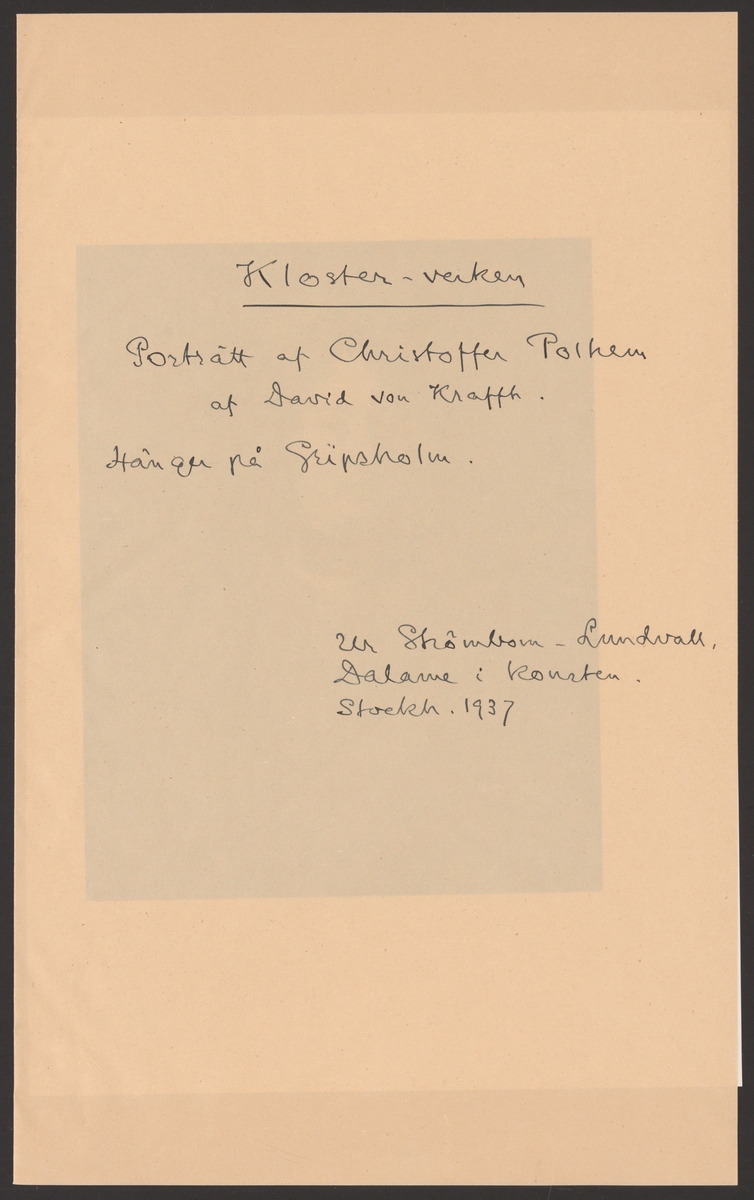 Kloster-verken
Porträtt af Christoffer Polhem
af David von Krafft.
Hänger på Gripsholm.
Ur Strömbom - Lundvall,
Dalarne i konsten.
Stockh. 1937